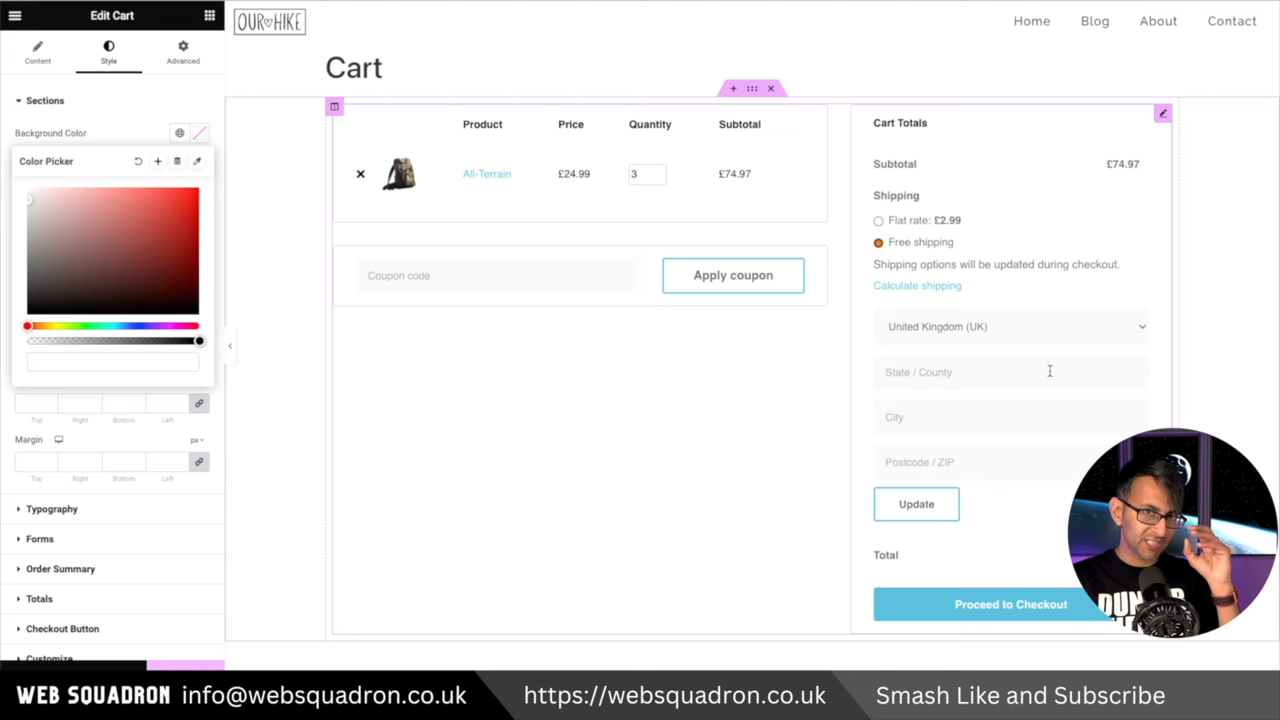 Edit Cart
Content
Style
Advanced
Sections
Background Color
Color Picker
Top Right Bottom Left
Margin
px
Top Right Bottom Left
Typography
Forms
Order Summary
Totals
Checkout Button
Customize
OUR HIKE
Home Blog About Contact
Cart
Product Price Quantity Subtotal
All-Terrain £24.99 3 £74.97
Coupon code
Apply coupon
Cart Totals
Subtotal £74.97
Shipping
Flat rate: £2.99
Free shipping
Shipping options will be updated during checkout.
Calculate shipping
United Kingdom (UK)
State / County
City
Postcode / ZIP
Update
Total
Proceed to Checkout
WEB SQUADRON info@websquadron.co.uk https://websquadron.co.uk Smash Like and Subscribe